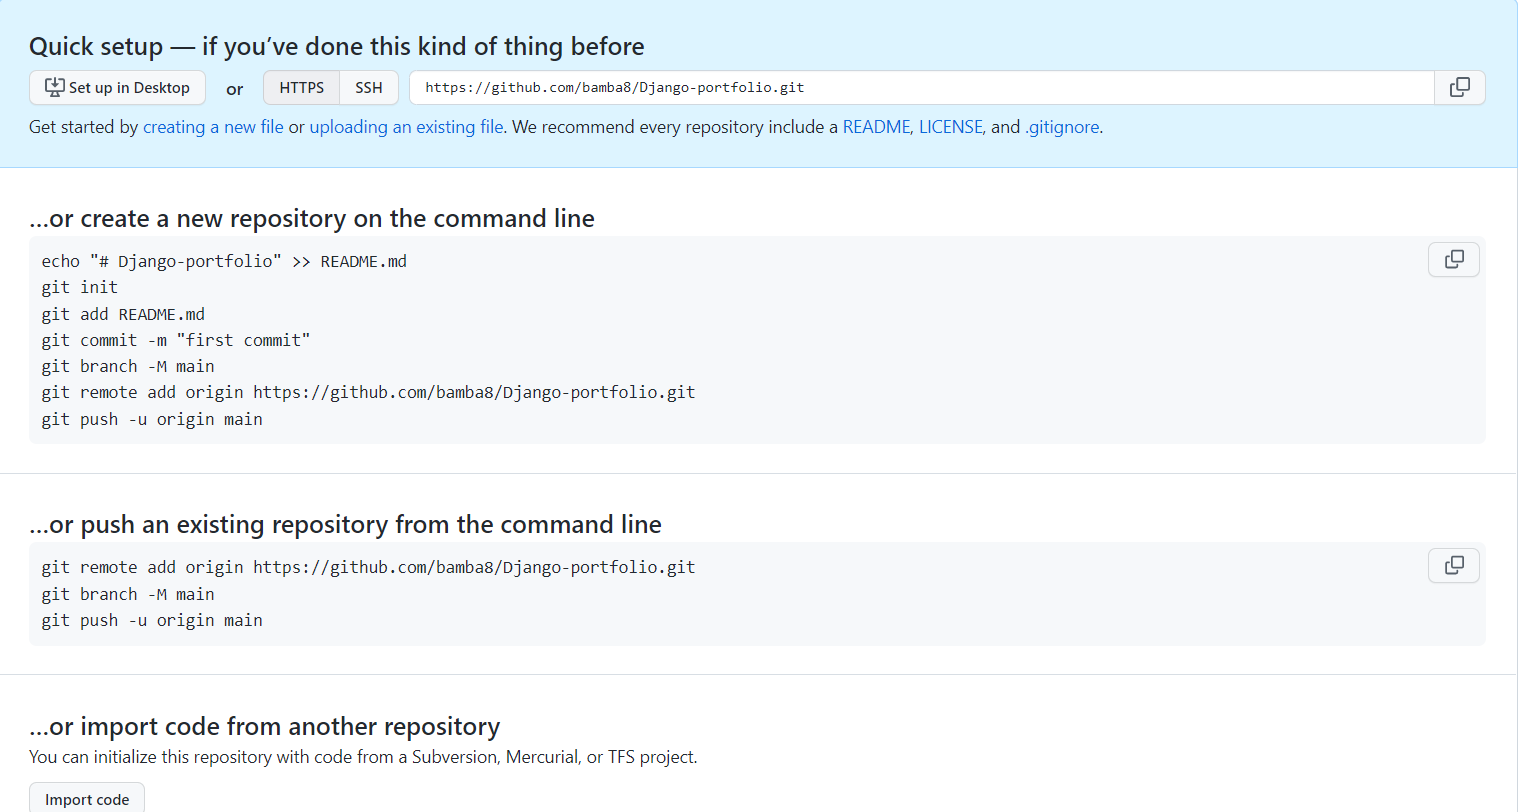 Quick setup — if you’ve done this kind of thing before
Set up in Desktop or HTTPS SSH https://github.com/bamba8/Django-portfolio.git
Get started by creating a new file or uploading an existing file. We recommend every repository include a README, LICENSE, and .gitignore.
…or create a new repository on the command line
echo "# Django-portfolio" >> README.md
git init
git add README.md
git commit -m "first commit"
git branch -M main
git remote add origin https://github.com/bamba8/Django-portfolio.git
git push -u origin main
…or push an existing repository from the command line
git remote add origin https://github.com/bamba8/Django-portfolio.git
git branch -M main
git push -u origin main
…or import code from another repository
You can initialize this repository with code from a Subversion, Mercurial, or TFS project.
Import code